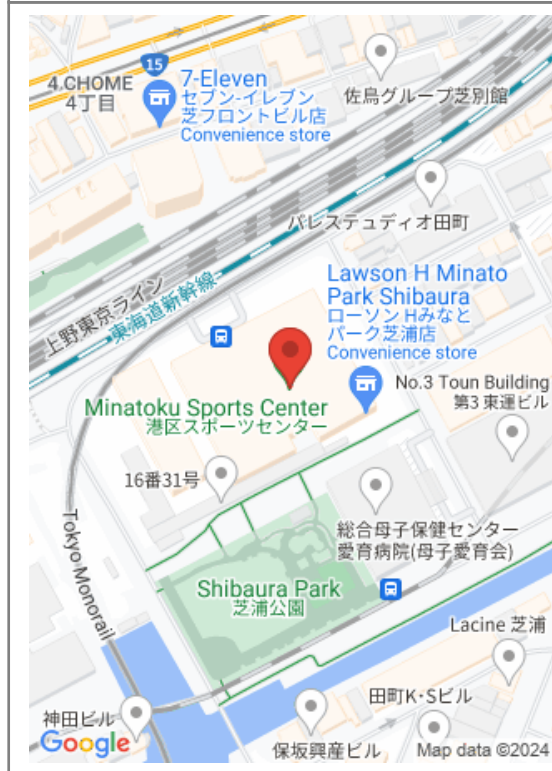 15
4 CHOME
4丁目
7-Eleven
セブン-イレブン
芝フロントビル店
Convenience store
佐鳥グループ芝別館
パレステュディオ田町
上野東京ライン
東海道新幹線
Lawson H Minato
Park Shibaura
ローソン Hみなと
パーク芝浦店
Convenience store
Minatoku Sports Center
港区スポーツセンター
No.3 Toun Building
第3 東運ビル
16番31号
総合母子保健センター
愛育病院(母子愛育会)
Tokyo Monorail
Shibaura Park
芝浦公園
Lacine 芝浦
田町K・Sビル
神田ビル
保坂興産ビル
Google
Map data ©2024